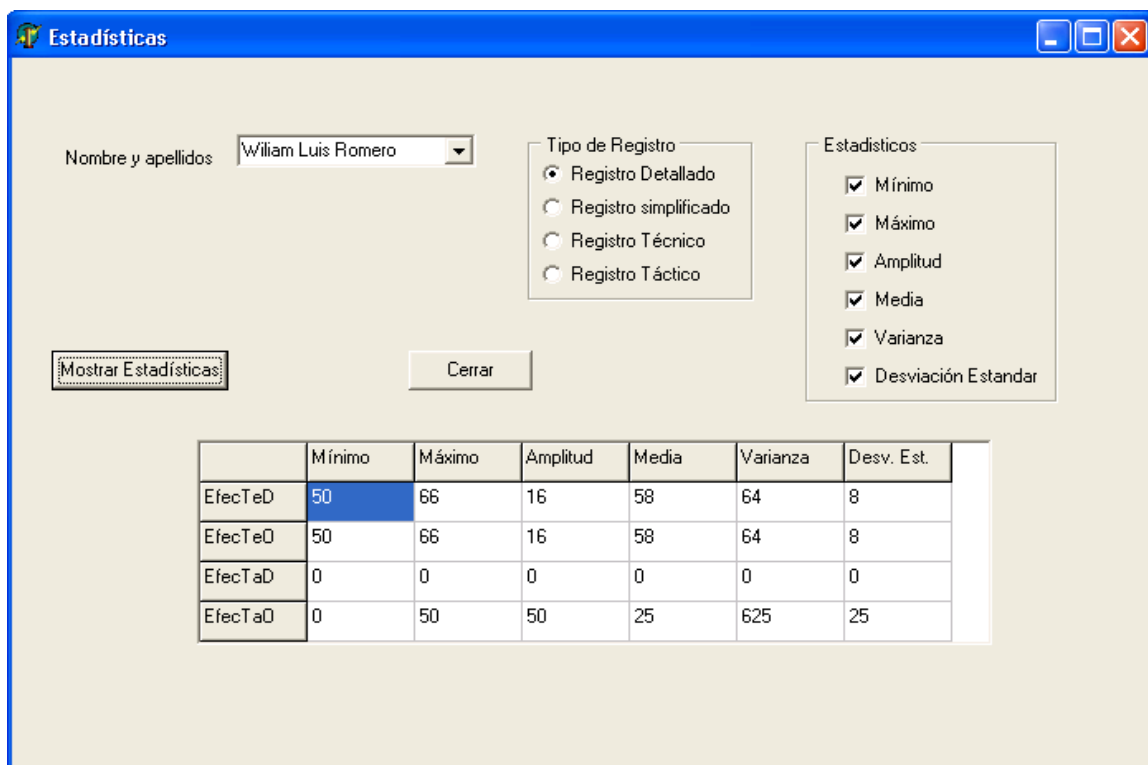 Estadísticas
Nombre y apellidos
Wiliam Luis Romero
Tipo de Registro
Registro Detallado
Registro simplificado
Registro Técnico
Registro Táctico
Estadisticos
Mínimo
Máximo
Amplitud
Media
Varianza
Desviación Estandar
Mostrar Estadísticas
Cerrar
Mínimo Máximo Amplitud Media Varianza Desv. Est.
EfecTeD 50 66 16 58 64 8
EfecTeO 50 66 16 58 64 8
EfecTaD 0 0 0 0 0 0
EfecTaO 0 50 50 25 625 25